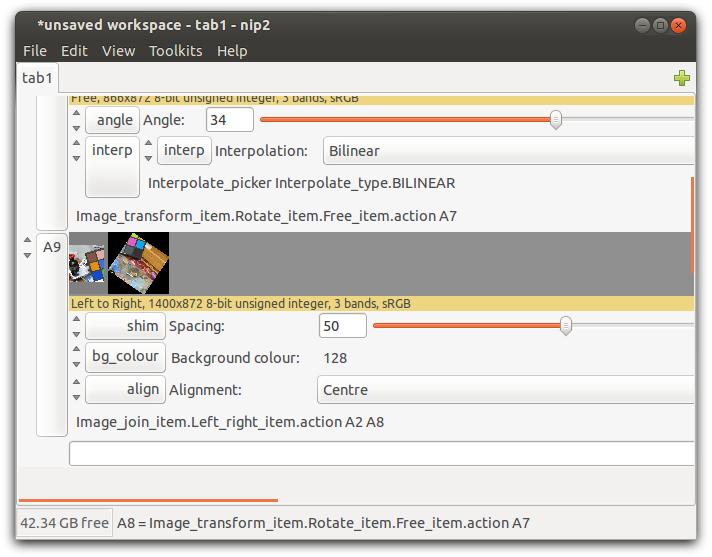 *unsaved workspace - tab1 - nip2
File Edit View Toolkits Help
tab1
Free, 866x872 8-bit unsigned integer, 3 bands, sRGB
angle Angle: 34
interp interp Interpolation: Bilinear
Interpolate_picker Interpolate_type.BILINEAR
Image_transform_item.Rotate_item.Free_item.action A7
A9
Left to Right, 1400x872 8-bit unsigned integer, 3 bands, sRGB
shim Spacing: 50
bg_colour Background colour: 128
align Alignment: Centre
Image_join_item.Left_right_item.action A2 A8
42.34 GB free A8 = Image_transform_item.Rotate_item.Free_item.action A7